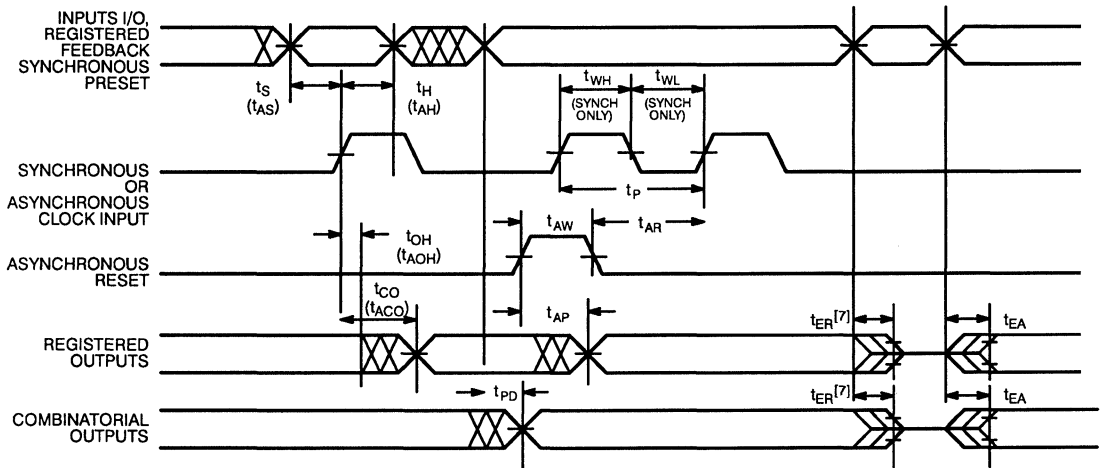 INPUTS I/O,
REGISTERED
FEEDBACK
SYNCHRONOUS
PRESET
tS
(tAS)
tH
(tAH)
tWH
(SYNCH
ONLY)
tWL
(SYNCH
ONLY)
SYNCHRONOUS
OR
ASYNCHRONOUS
CLOCK INPUT
tP
tOH
(tAOH)
tAW
tAR
ASYNCHRONOUS
RESET
tCO
(tACO)
tAP
tER[7]
tEA
REGISTERED
OUTPUTS
tPD
tER[7]
tEA
COMBINATORIAL
OUTPUTS